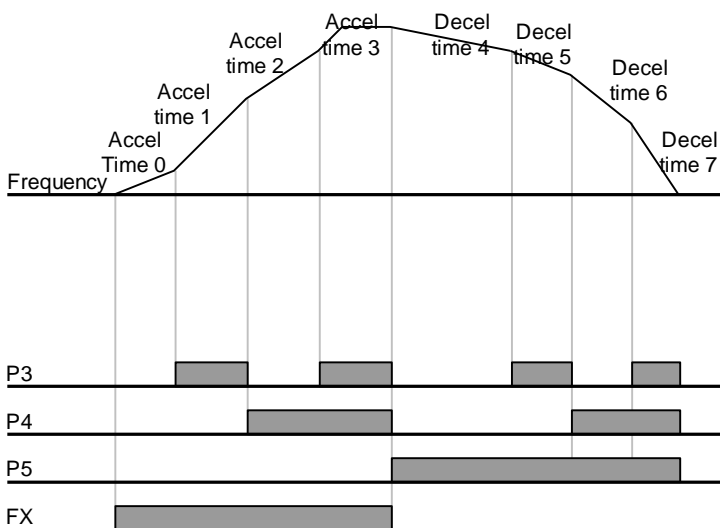 Accel
time 3
Decel
time 4
Decel
time 5
Accel
time 2
Decel
time 6
Accel
time 1
Accel
Time 0
Decel
time 7
Frequency
P3
P4
P5
FX